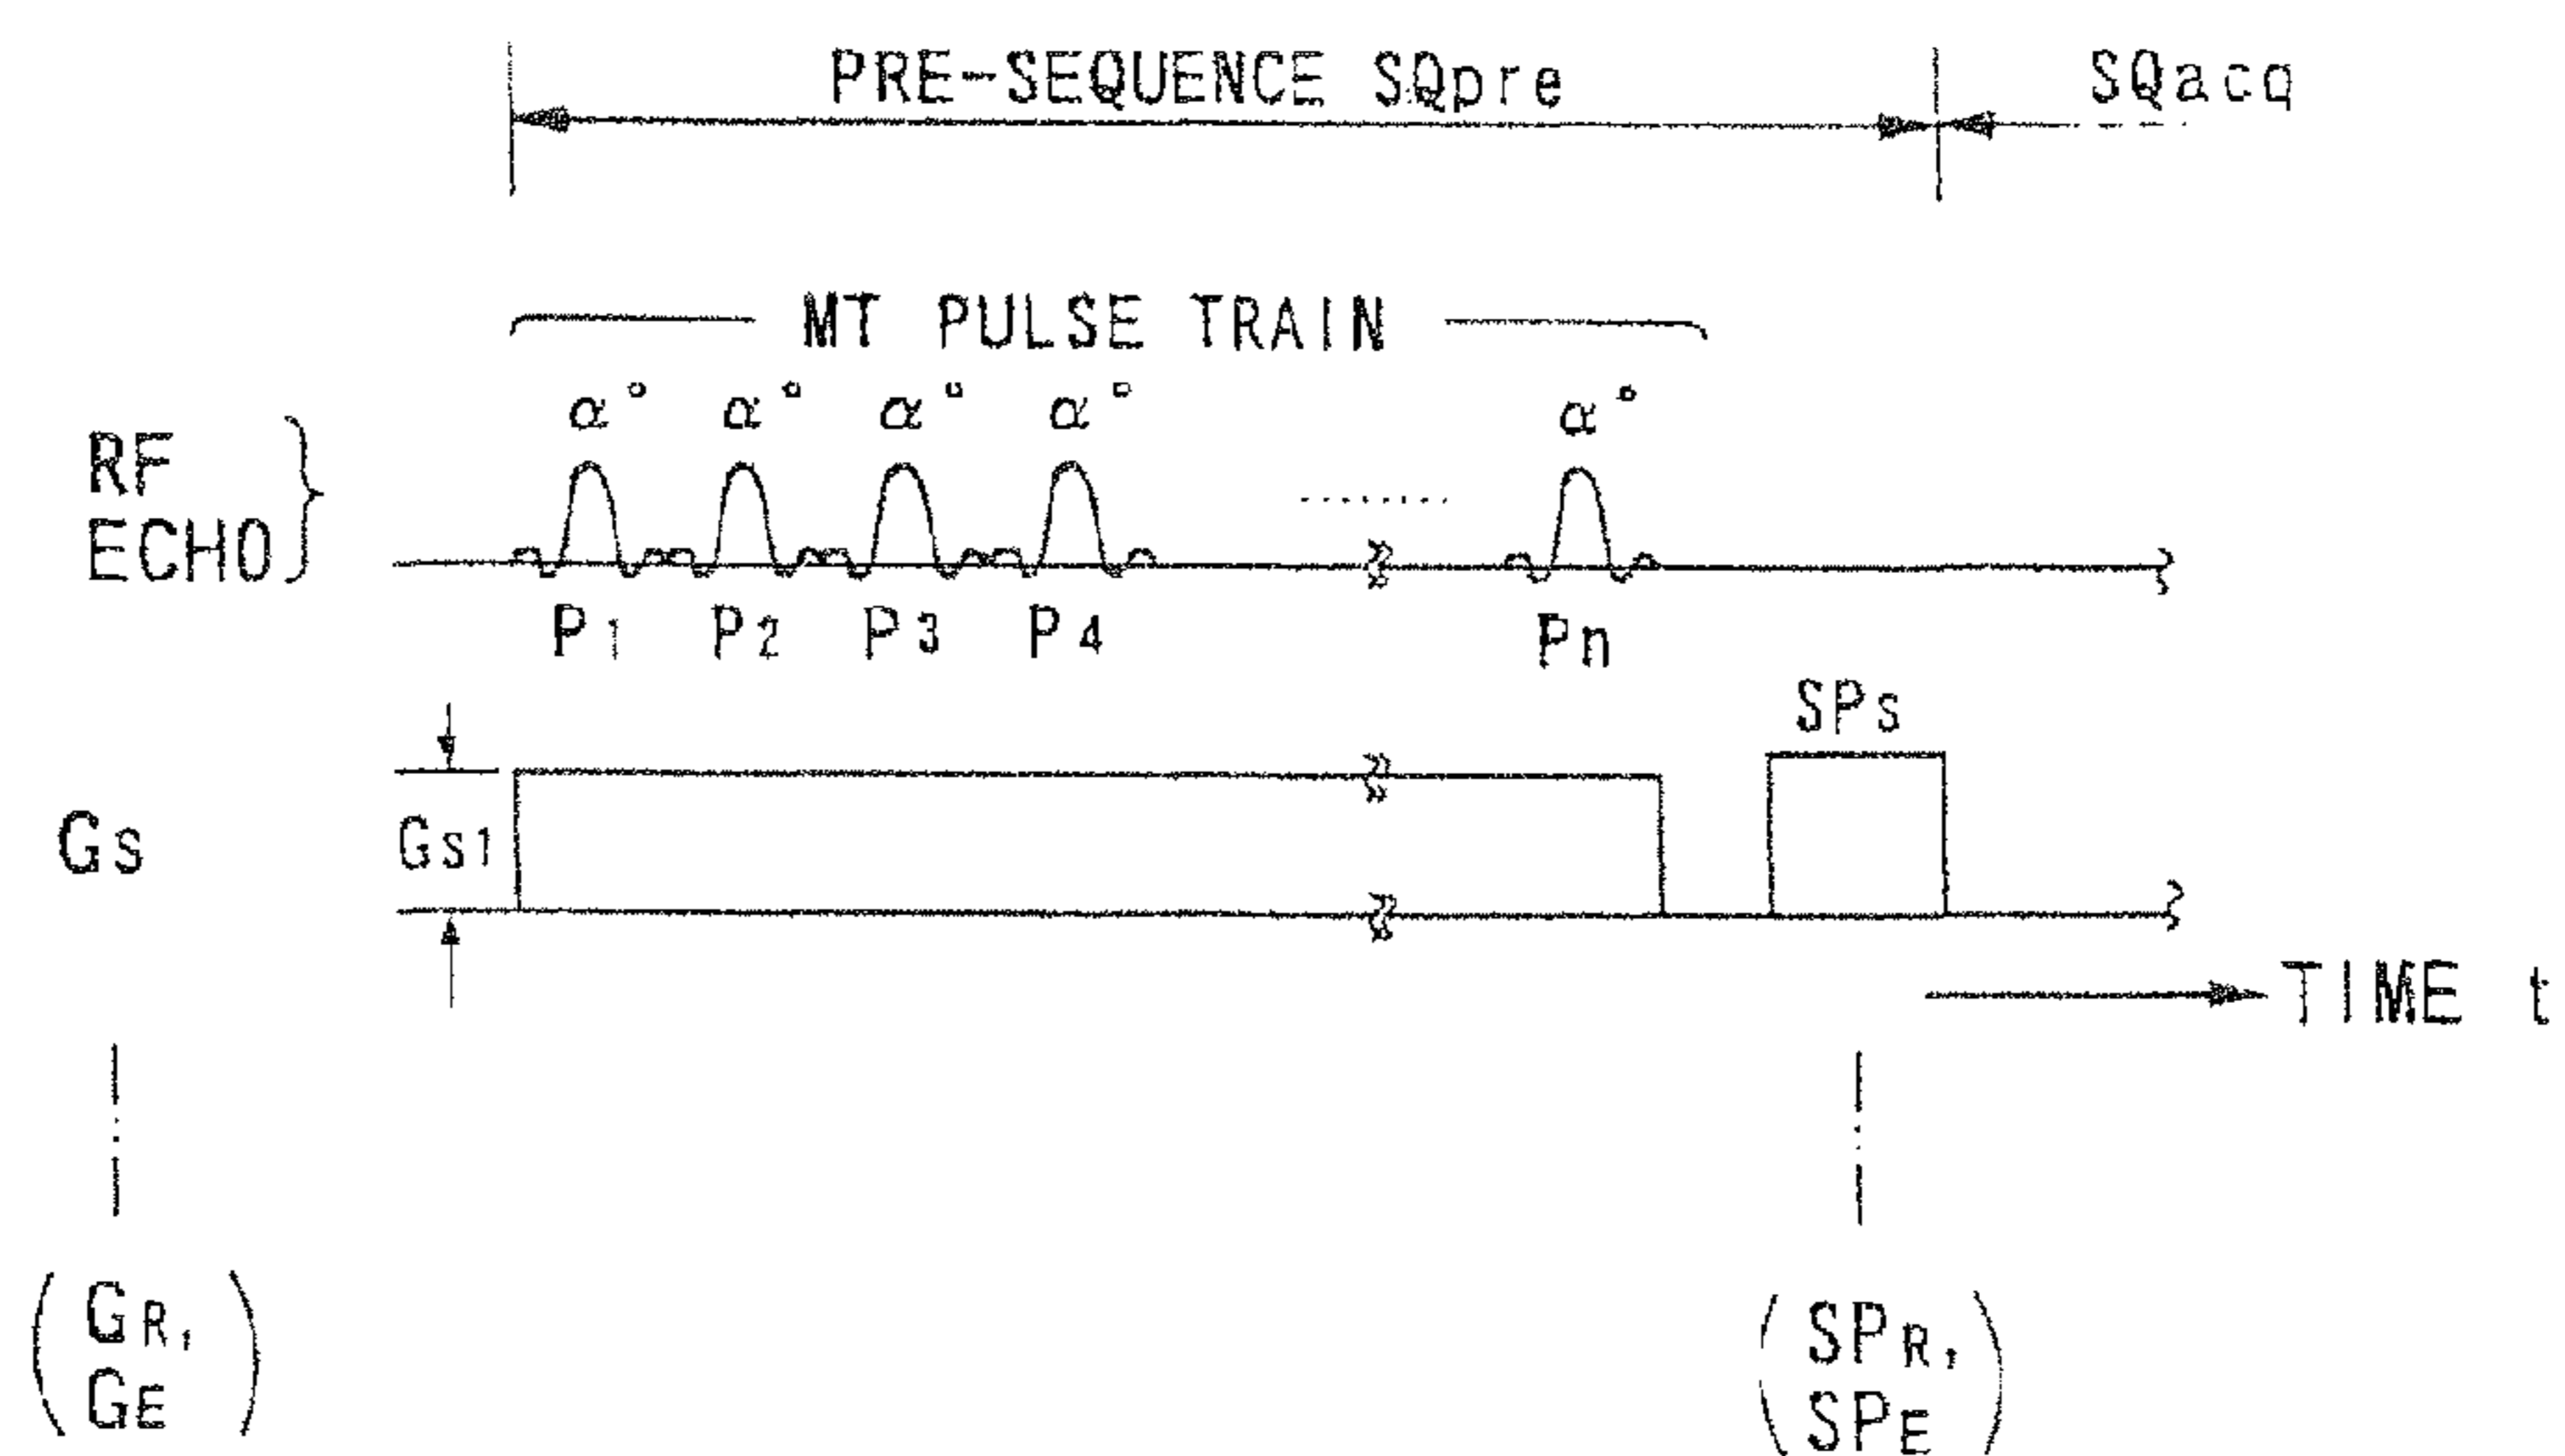 PRE-SEQUENCE SQpre
SQacq
MT PULSE TRAIN
α° α° α° α° α°
RF
ECHO
P1 P2 P3 P4 Pn
SPs
Gs
Gs1
TIME t
(GR,
GE)
(SPR,
SPE)